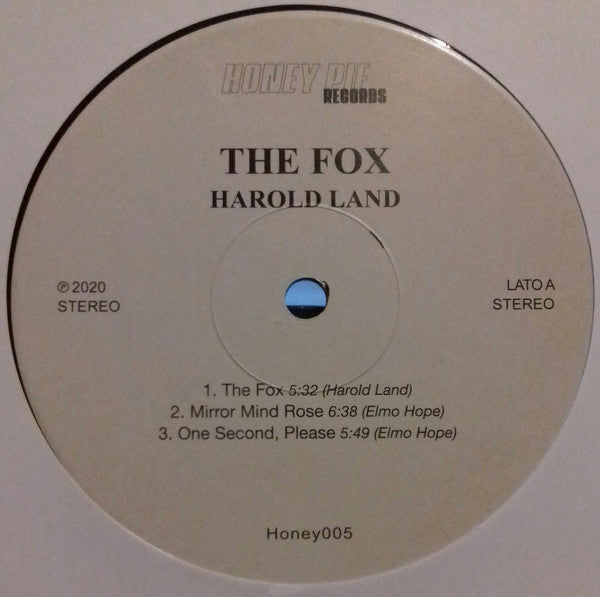 HONEY PIE
RECORDS
THE FOX
HAROLD LAND
℗ 2020
STEREO
LATO A
STEREO
1. The Fox 5:32 (Harold Land)
2. Mirror Mind Rose 6:38 (Elmo Hope)
3. One Second, Please 5:49 (Elmo Hope)
Honey005